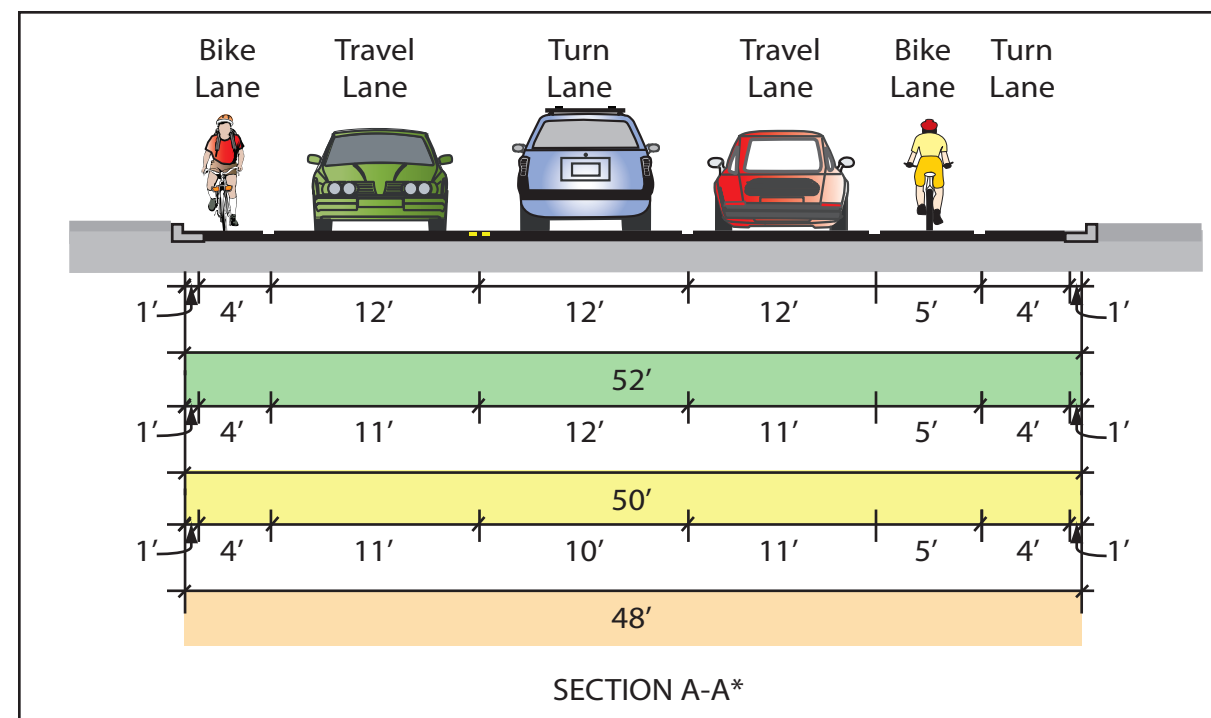 Bike Travel Turn Travel Bike Turn
Lane Lane Lane Lane Lane Lane
1’ 4’ 12’ 12’ 12’ 5’ 4’ 1’
52’
1’ 4’ 11’ 12’ 11’ 5’ 4’ 1’
50’
1’ 4’ 11’ 10’ 11’ 5’ 4’ 1’
48’
SECTION A-A*